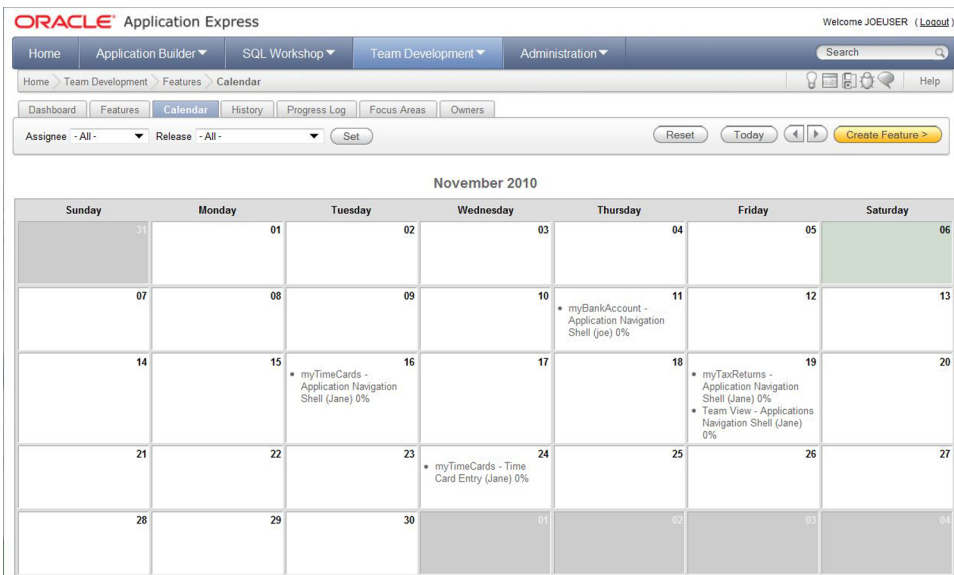 ORACLE Application Express
Welcome JOEUSER ( Logout )
Home Application Builder SQL Workshop Team Development Administration Search
Home Team Development Features Calendar Help
Dashboard Features Calendar History Progress Log Focus Areas Owners
Assignee - All - Release - All - Set Reset Today Create Feature >
November 2010
Sunday Monday Tuesday Wednesday Thursday Friday Saturday
31 01 02 03 04 05 06
07 08 09 10 11 12 13
myBankAccount -
Application Navigation
Shell (joe) 0%
14 15 16 17 18 19 20
myTimeCards -
Application Navigation
Shell (Jane) 0%
myTaxReturns -
Application Navigation
Shell (Jane) 0%
Team View - Applications
Navigation Shell (Jane)
0%
21 22 23 24 25 26 27
myTimeCards - Time
Card Entry (Jane) 0%
28 29 30 01 02 03 04